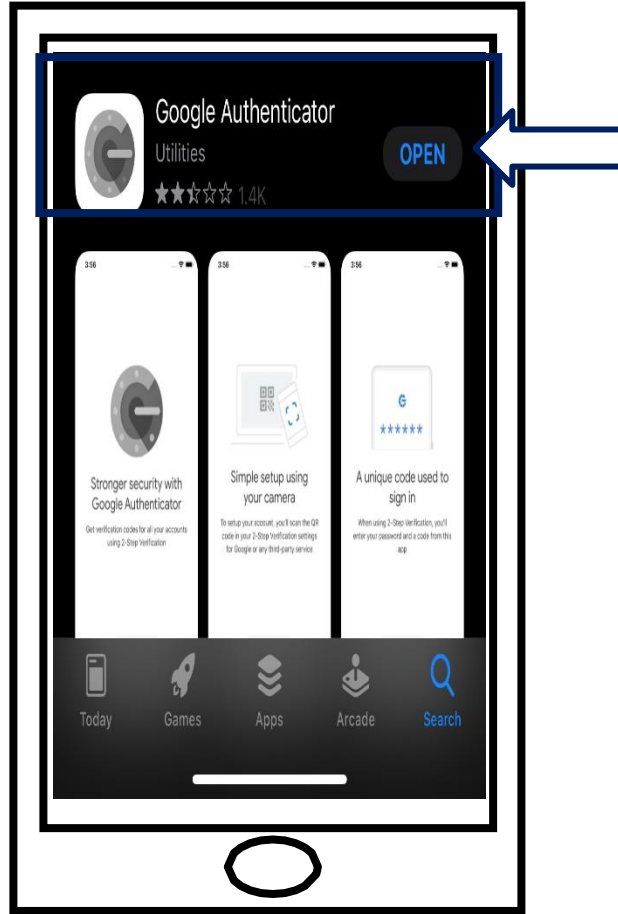 Google Authenticator
Utilities
OPEN
1.4K
3:56
3:56
3:56
Stronger security with
Google Authenticator
Get verification codes for all your accounts
using 2-Step Verification
Simple setup using
your camera
To setup your account, you'll scan the QR
code in your 2-Step Verification settings
for Google or any third-party service
G
******
A unique code used to
sign in
When using 2-Step Verification, you'll
enter your password and a code from this
app
Today
Games
Apps
Arcade
Search